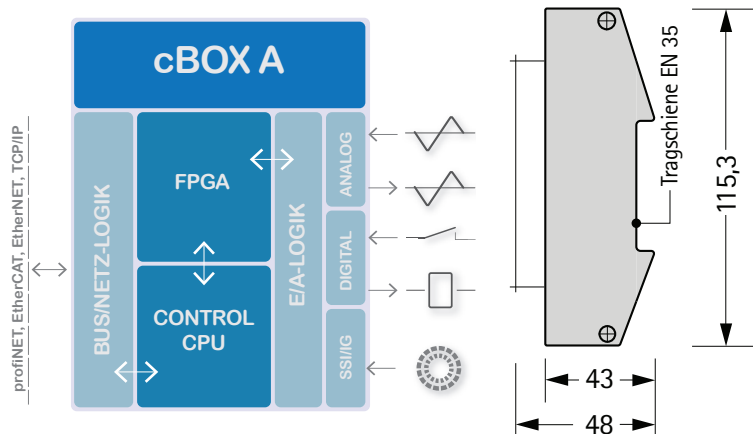 cBOX A
profiNET, EtherCAT, EtherNET, TCP/IP
BUS/NETZ-LOGIK
FPGA
CONTROL
CPU
E/A-LOGIK
ANALOG
DIGITAL
SSI/IG
Tragschiene EN 35
115,3
43
48